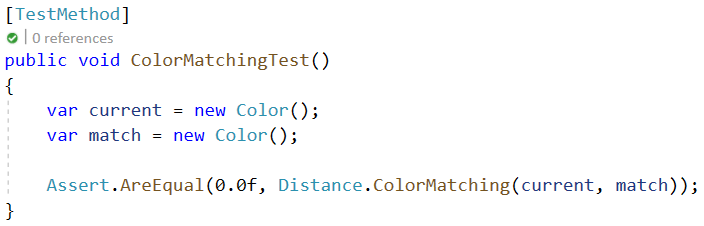 [TestMethod]
| 0 references
public void ColorMatchingTest()
{
var current = new Color();
var match = new Color();
Assert.AreEqual(0.0f, Distance.ColorMatching(current, match));
}